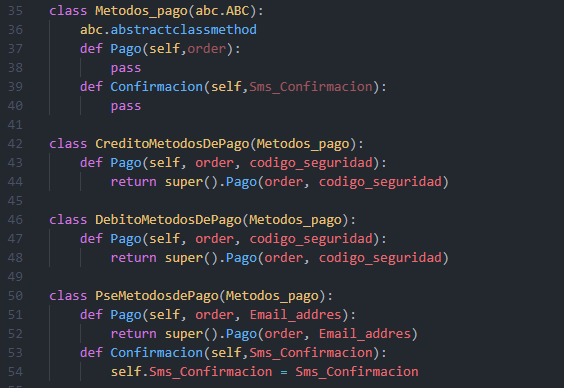 35 class Metodos_pago(abc.ABC):
36     abc.abstractclassmethod
37     def Pago(self,order):
38         pass
39     def Confirmacion(self,Sms_Confirmacion):
40         pass
41
42 class CreditoMetodosDePago(Metodos_pago):
43     def Pago(self, order, codigo_seguridad):
44         return super().Pago(order, codigo_seguridad)
45
46 class DebitoMetodosDePago(Metodos_pago):
47     def Pago(self, order, codigo_seguridad):
48         return super().Pago(order, codigo_seguridad)
49
50 class PseMetodosdePago(Metodos_pago):
51     def Pago(self, order, Email_addres):
52         return super().Pago(order, Email_addres)
53     def Confirmacion(self,Sms_Confirmacion):
54         self.Sms_Confirmacion = Sms_Confirmacion